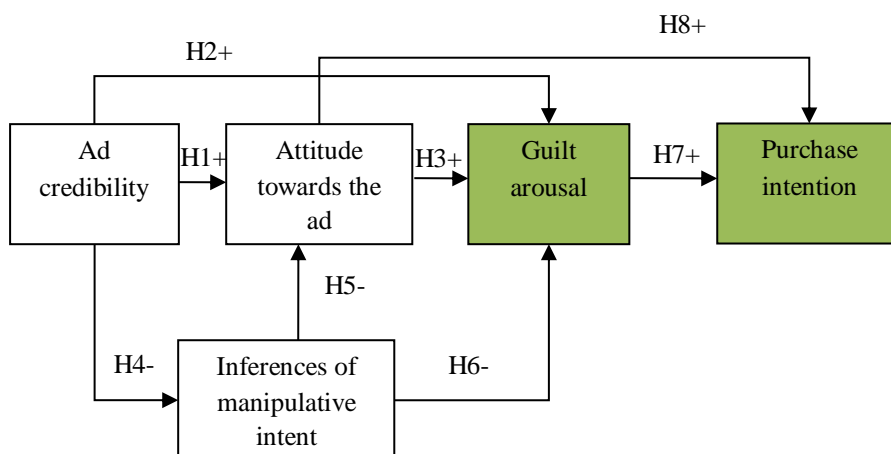 H8+
H2+
Ad
credibility
H1+
Attitude
towards the
ad
H3+
Guilt
arousal
H7+
Purchase
intention
H5-
H4-
Inferences of
manipulative
intent
H6-